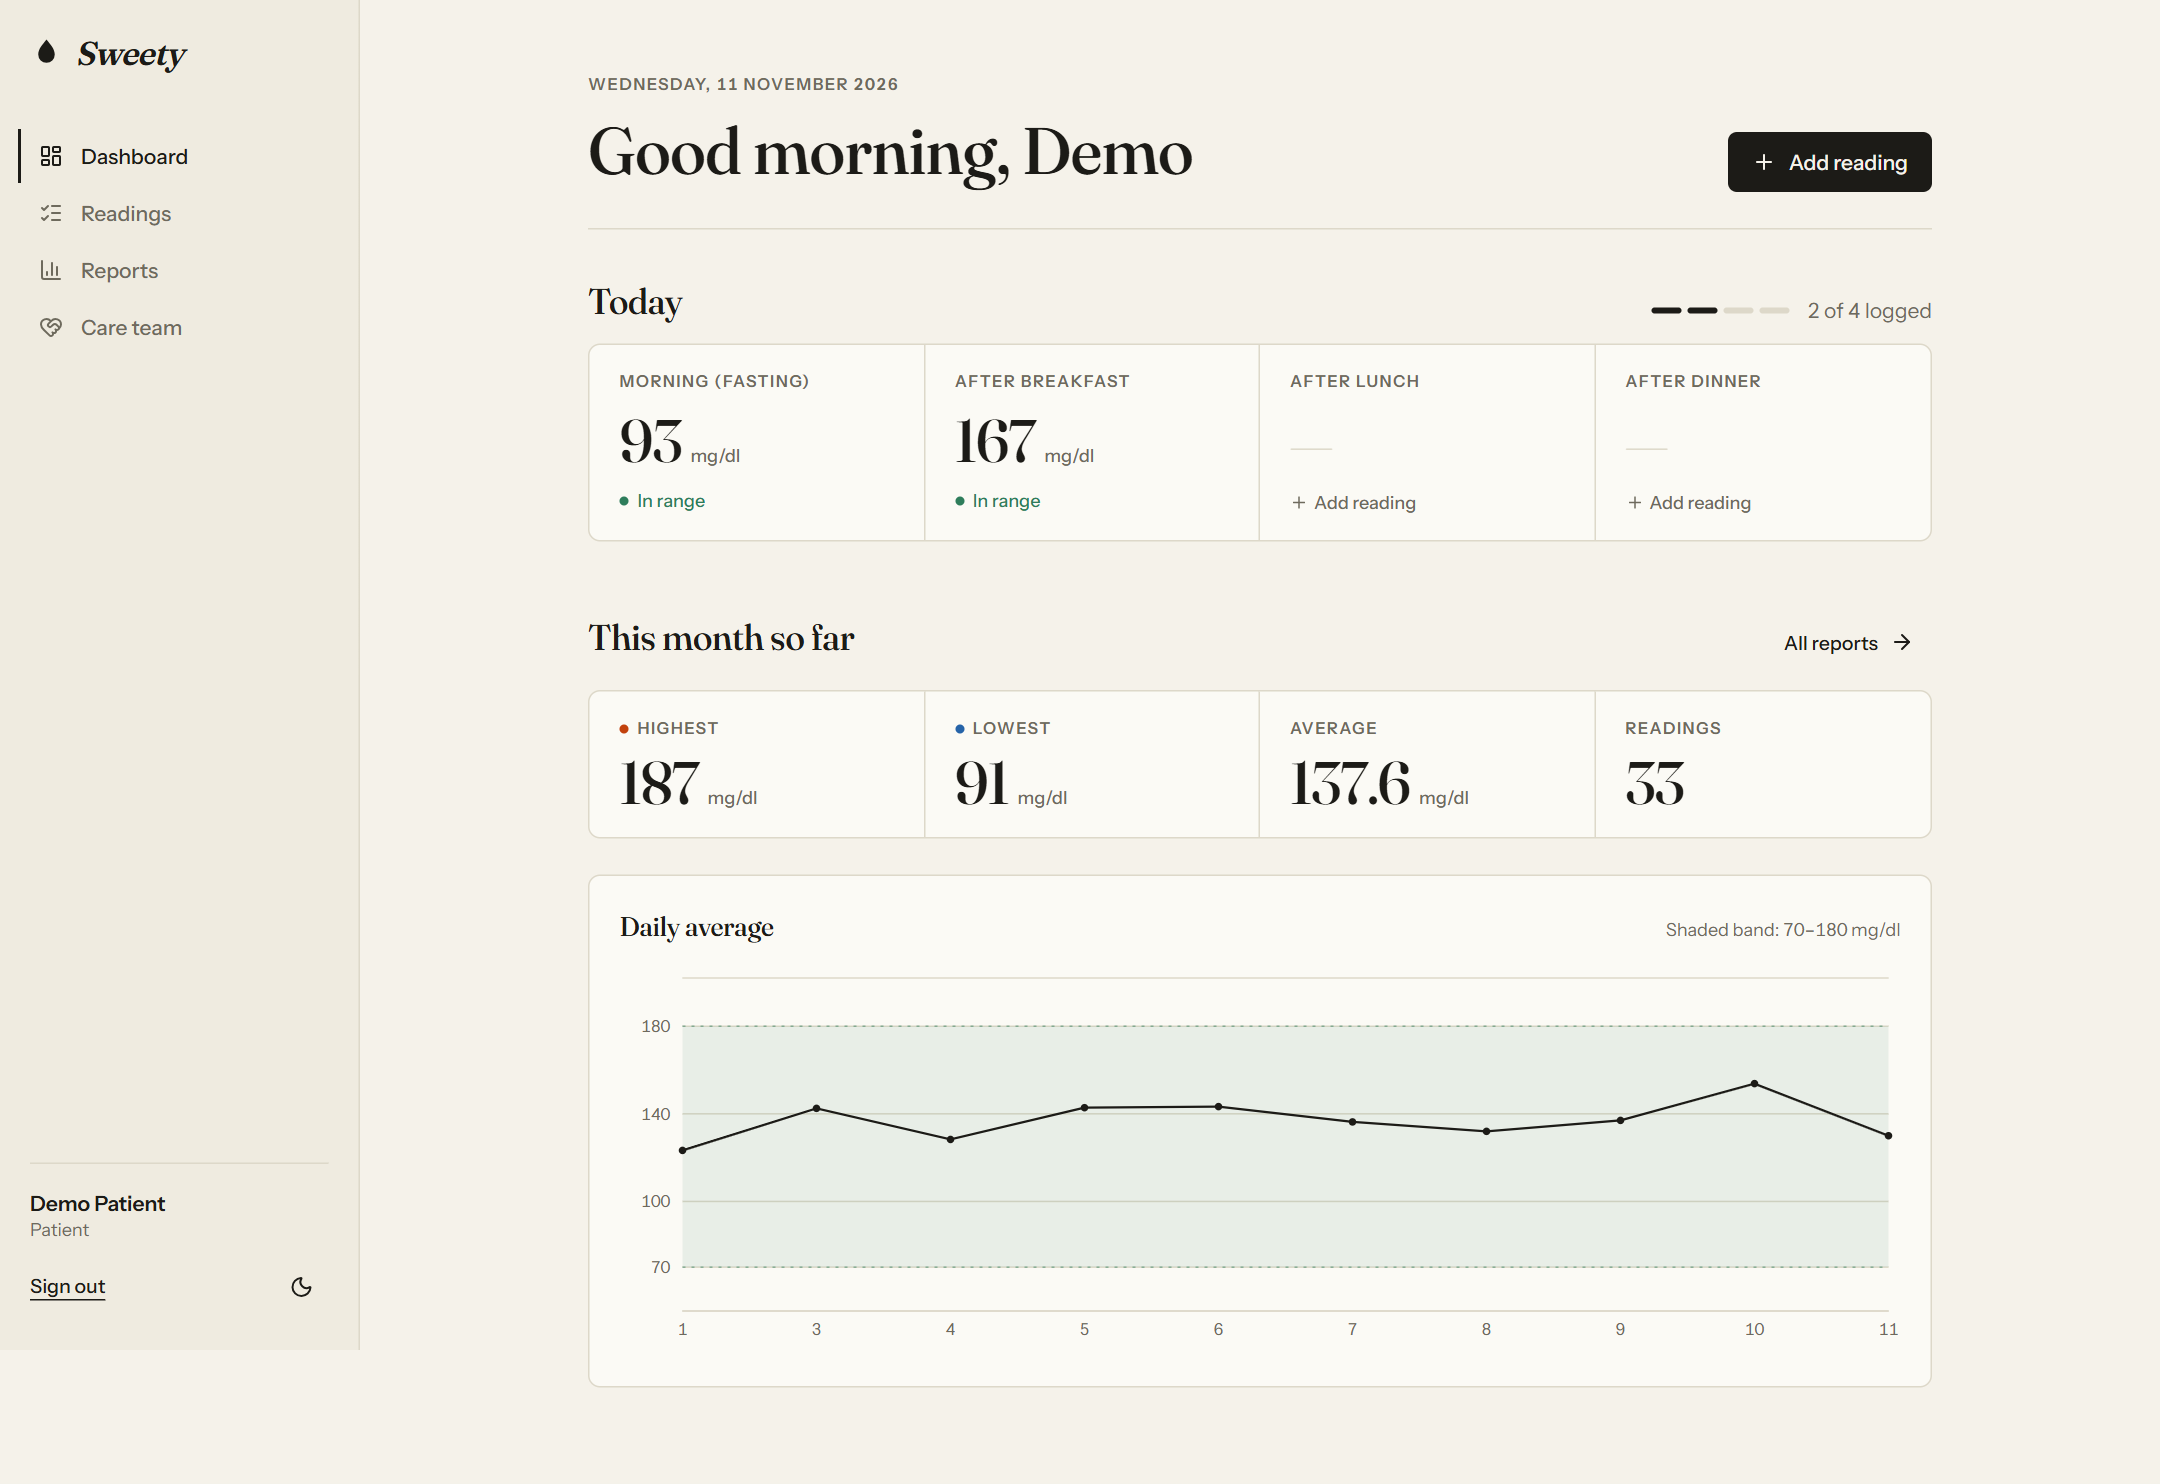 Sweety
Dashboard
Readings
Reports
Care team
Demo Patient
Patient
Sign out
WEDNESDAY, 11 NOVEMBER 2026
Good morning, Demo
+ Add reading
Today
2 of 4 logged
MORNING (FASTING)
93 mg/dl
In range
AFTER BREAKFAST
167 mg/dl
In range
AFTER LUNCH
—
+ Add reading
AFTER DINNER
—
+ Add reading
This month so far
All reports →
HIGHEST
187 mg/dl
LOWEST
91 mg/dl
AVERAGE
137.6 mg/dl
READINGS
33
Daily average
Shaded band: 70–180 mg/dl
180
140
100
70
1 3 4 5 6 7 8 9 10 11